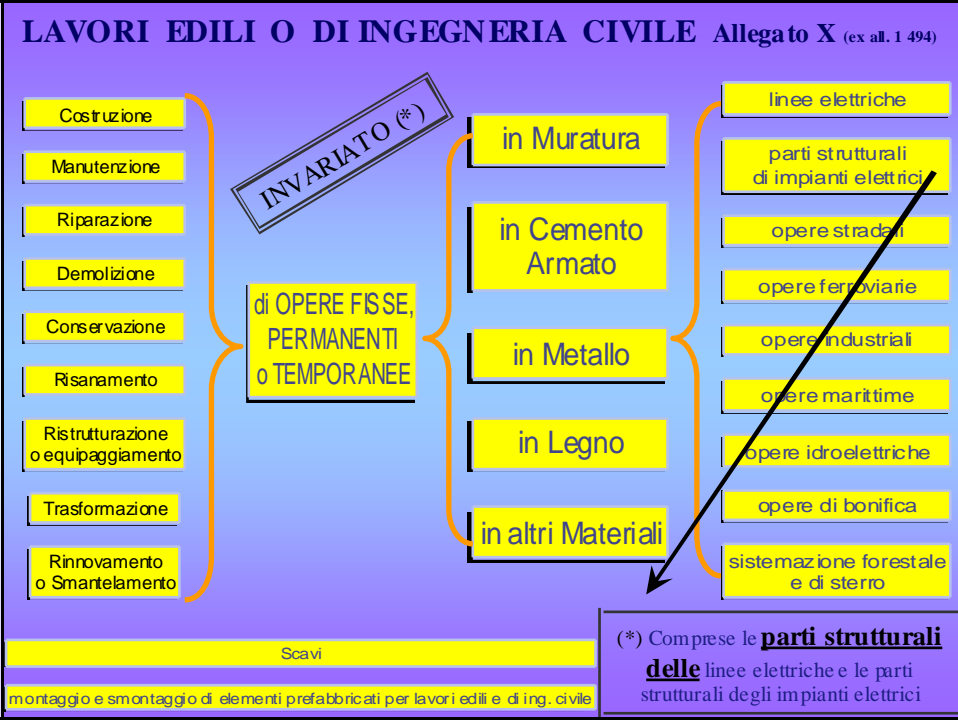 LAVORI EDILI O DI INGEGNERIA CIVILE Allegato X (ex all. 1 494)
Costruzione
Manutenzione
Riparazione
Demolizione
Conservazione
Risanamento
Ristrutturazione
o equipaggiamento
Trasformazione
Rinnovamento
o Smantelamento
INVARIATO (*)
di OPERE FISSE,
PERMANENTI
o TEMPORANEE
in Muratura
in Cemento
Armato
in Metallo
in Legno
in altri Materiali
linee elettriche
parti strutturali
di impianti elettrici
opere stradali
opere ferroviarie
opere industriali
opere marittime
opere idroelettriche
opere di bonifica
sistemazione forestale
e di sterro
Scavi
montaggio e smontaggio di elementi prefabbricati per lavori edili e di ing. civile
(*) Comprese le parti strutturali
delle linee elettriche e le parti
strutturali degli impianti elettrici